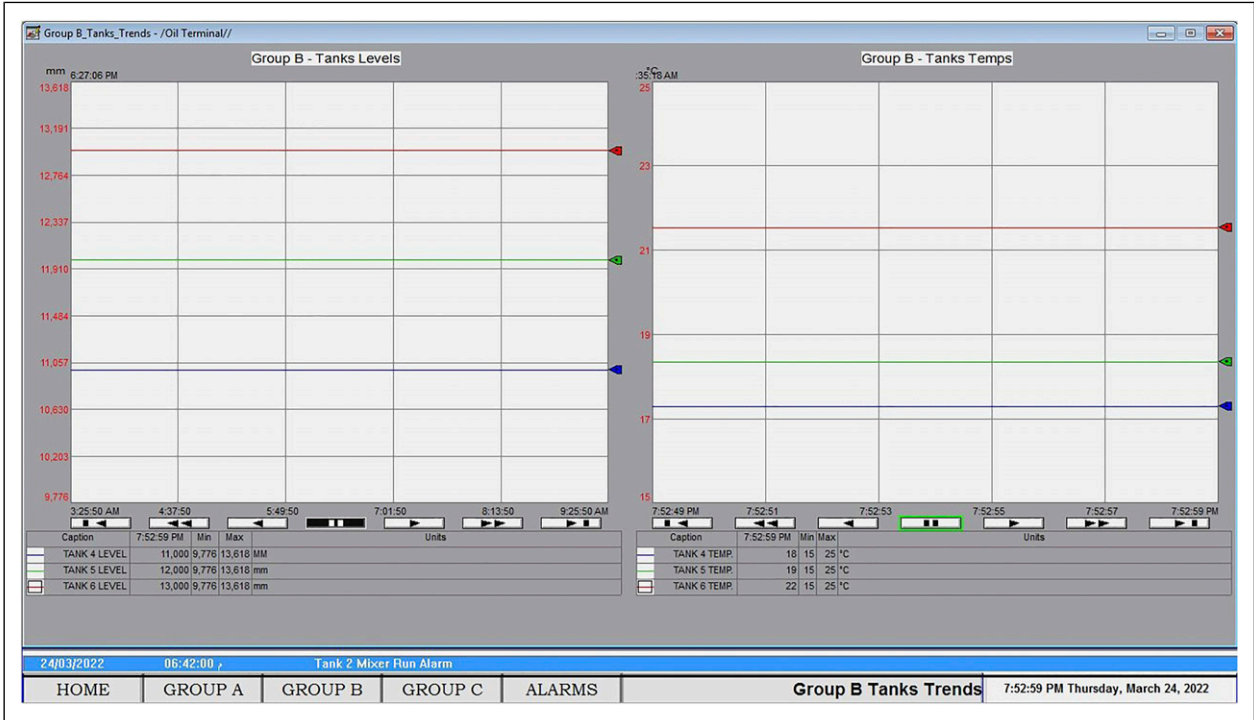 Group B_Tanks_Trends - /Oil Terminal//
Group B - Tanks Levels
mm
6:27:06 PM
13,618
13,191
12,764
12,337
11,910
11,484
11,057
10,630
10,203
9,776
3:25:50 AM 4:37:50 5:49:50 7:01:50 8:13:50 9:25:50 AM
Caption 7:52:59 PM Min Max Units
TANK 4 LEVEL 11,000 9,776 13,618 MM
TANK 5 LEVEL 12,000 9,776 13,618 mm
TANK 6 LEVEL 13,000 9,776 13,618 mm
Group B - Tanks Temps
°C
:35:18 AM
25
23
21
19
17
15
7:52:49 PM 7:52:51 7:52:53 7:52:55 7:52:57 7:52:59 PM
Caption 7:52:59 PM Min Max Units
TANK 4 TEMP. 18 15 25 °C
TANK 5 TEMP. 19 15 25 °C
TANK 6 TEMP. 22 15 25 °C
24/03/2022 06:42:00 م Tank 2 Mixer Run Alarm
HOME GROUP A GROUP B GROUP C ALARMS Group B Tanks Trends 7:52:59 PM Thursday, March 24, 2022